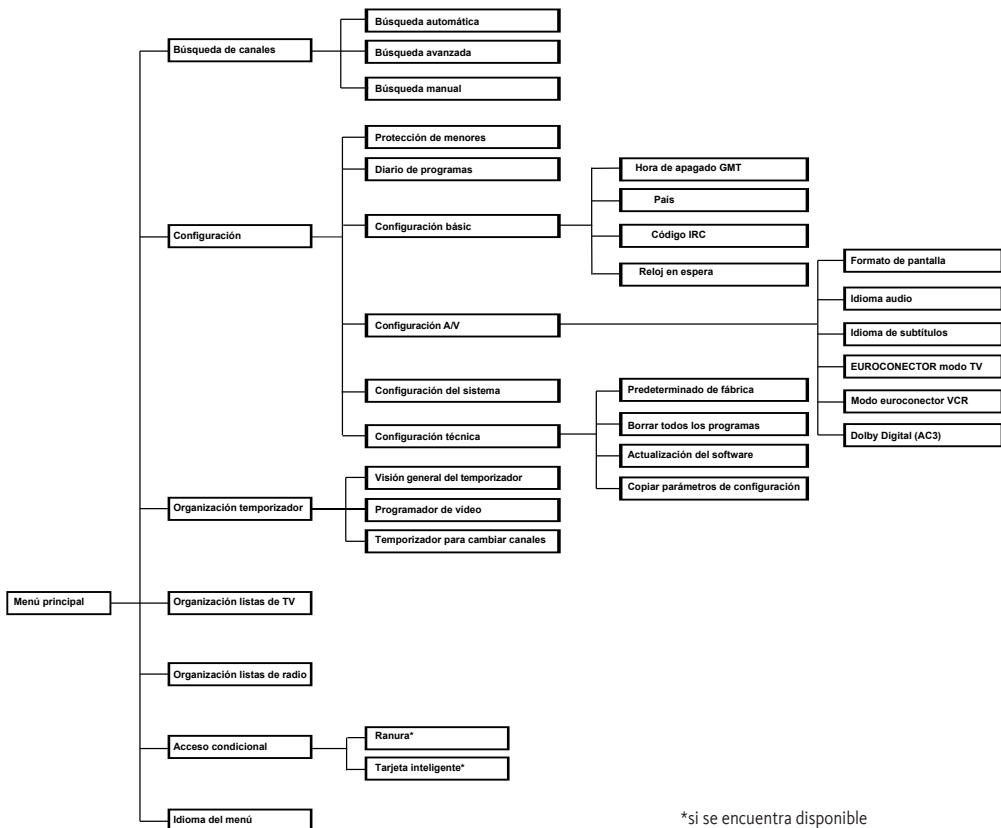 Menú principal
Búsqueda de canales
Búsqueda automática
Búsqueda avanzada
Búsqueda manual
Configuración
Protección de menores
Diario de programas
Configuración básic
Hora de apagado GMT
País
Código IRC
Reloj en espera
Configuración A/V
Formato de pantalla
Idioma audio
Idioma de subtítulos
EUROCONECTOR modo TV
Modo euroconector VCR
Dolby Digital (AC3)
Configuración del sistema
Configuración técnica
Predeterminado de fábrica
Borrar todos los programas
Actualización del software
Copiar parámetros de configuración
Organización temporizador
Visión general del temporizador
Programador de vídeo
Temporizador para cambiar canales
Organización listas de TV
Organización listas de radio
Acceso condicional
Ranura*
Tarjeta inteligente*
Idioma del menú
*si se encuentra disponible